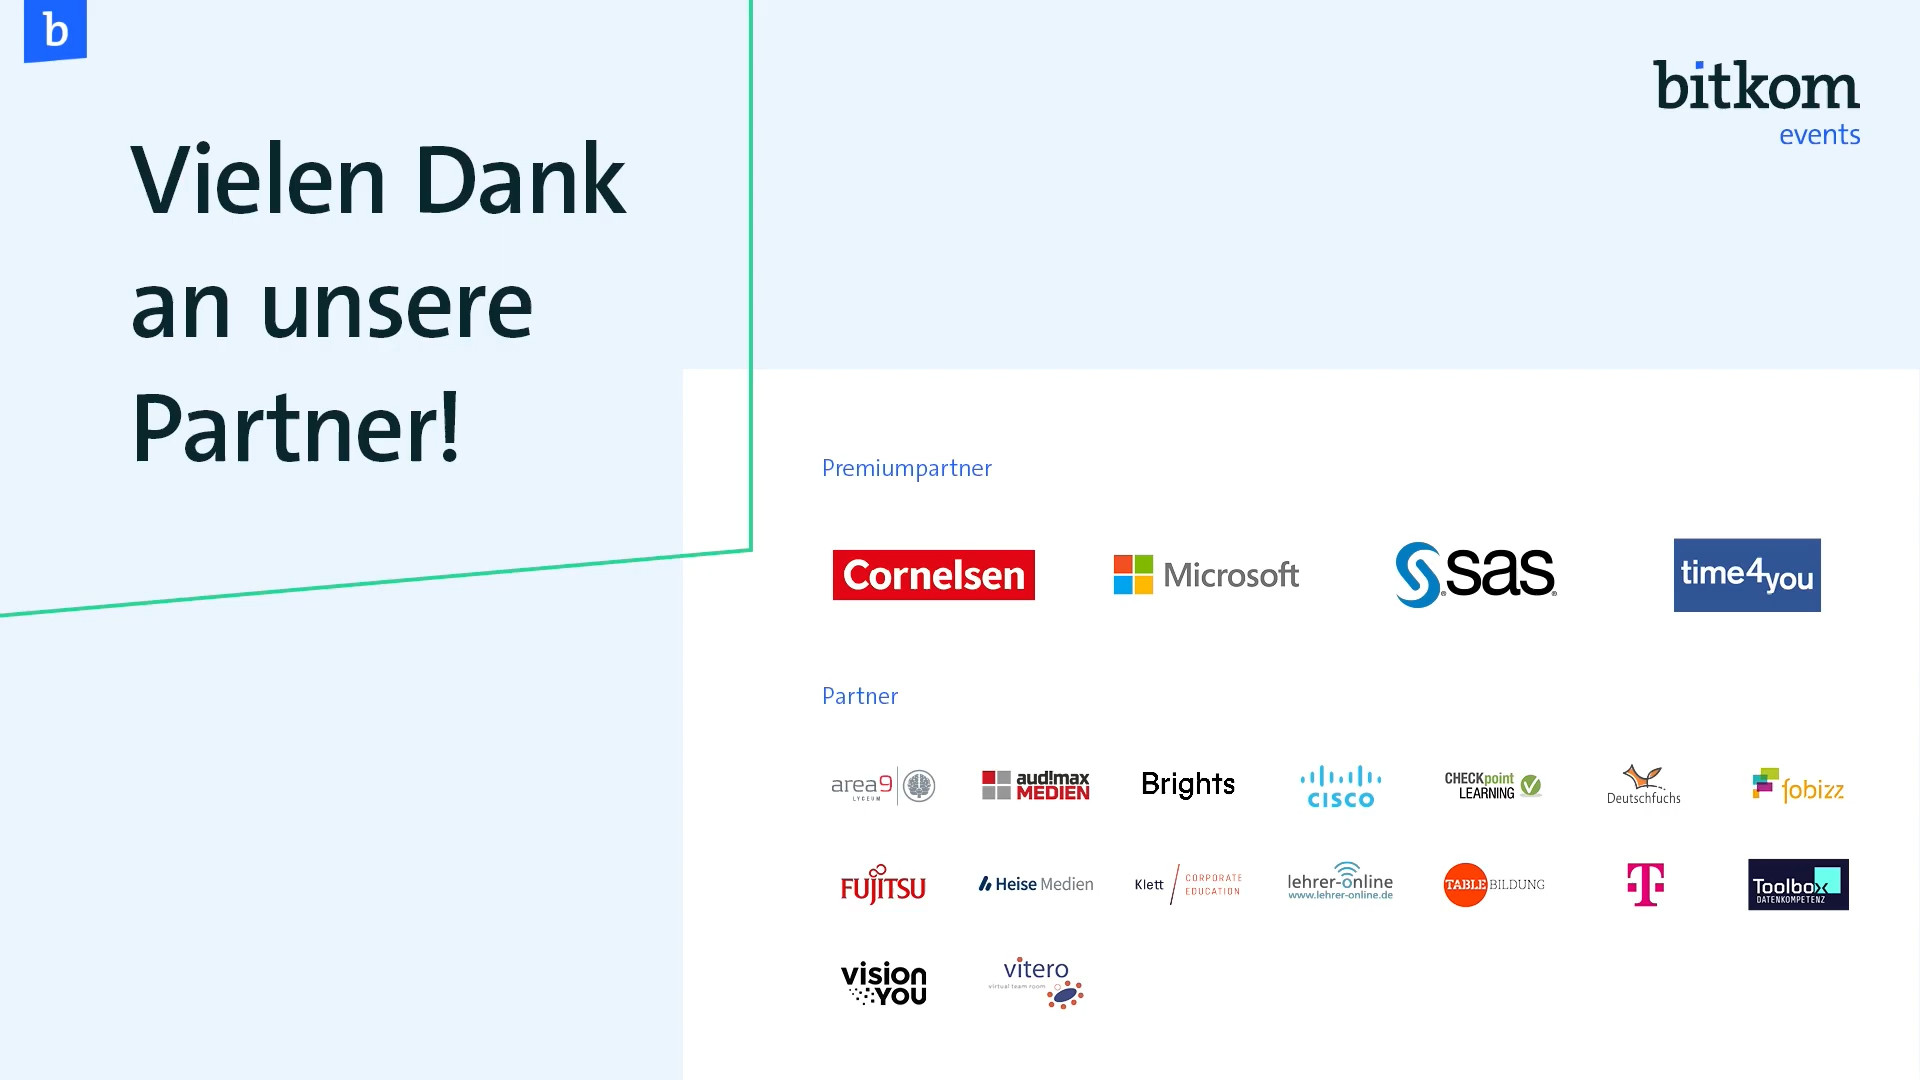 b
bitkom
events
Vielen Dank
an unsere
Partner!
Premiumpartner
Cornelsen
Microsoft
sas
time4you
Partner
area9
LYCEUM
aud!max
MEDIEN
Brights
CISCO
CHECKpoint
LEARNING
Deutschfuchs
fobizz
FUJITSU
Heise Medien
Klett
CORPORATE
EDUCATION
lehrer-online
www.lehrer-online.de
TABLE BILDUNG
T
Toolbox
DATENKOMPETENZ
vision
YOU
vitero
virtual team room